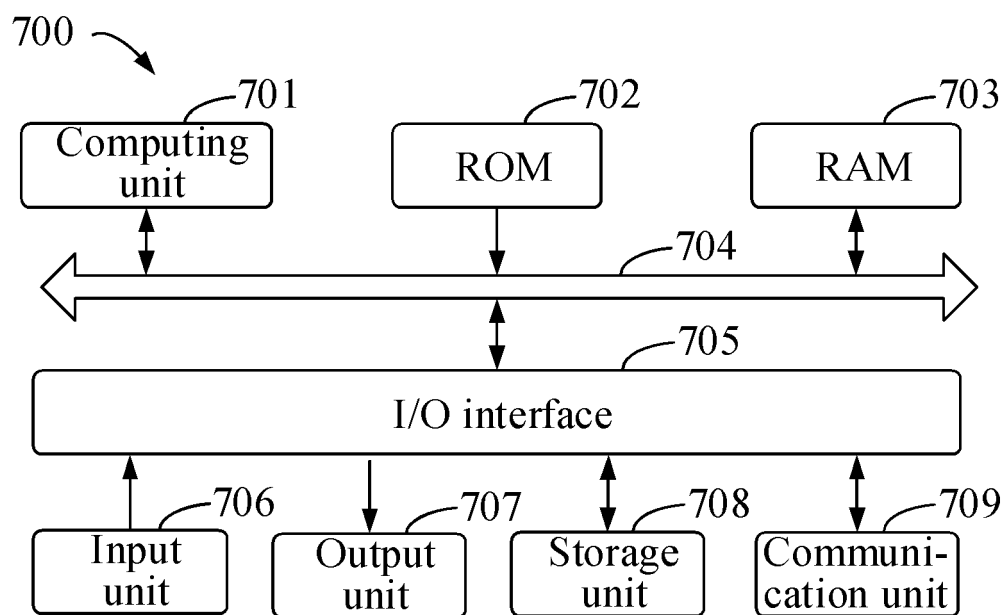 700
701
702
703
Computing
unit
ROM
RAM
704
705
I/O interface
706
707
708
709
Input
unit
Output
unit
Storage
unit
Communi-
cation unit